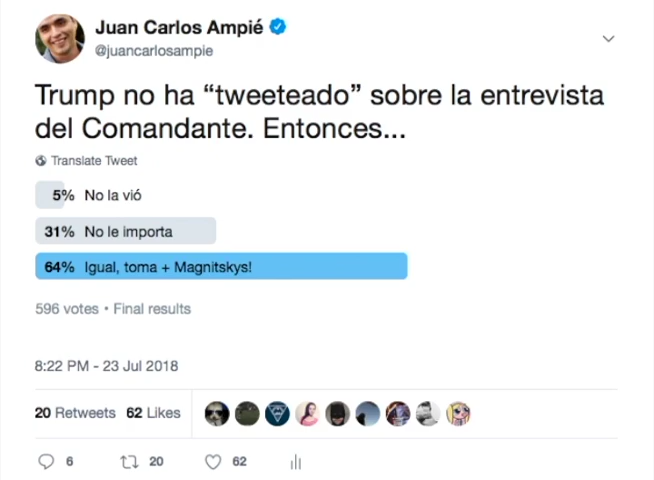 Juan Carlos Ampié
@juancarlosampie
Trump no ha “tweeteado” sobre la entrevista
del Comandante. Entonces...
Translate Tweet
5% No la vió
31% No le importa
64% Igual, toma + Magnitskys!
596 votes • Final results
8:22 PM - 23 Jul 2018
20 Retweets 62 Likes
6 20 62